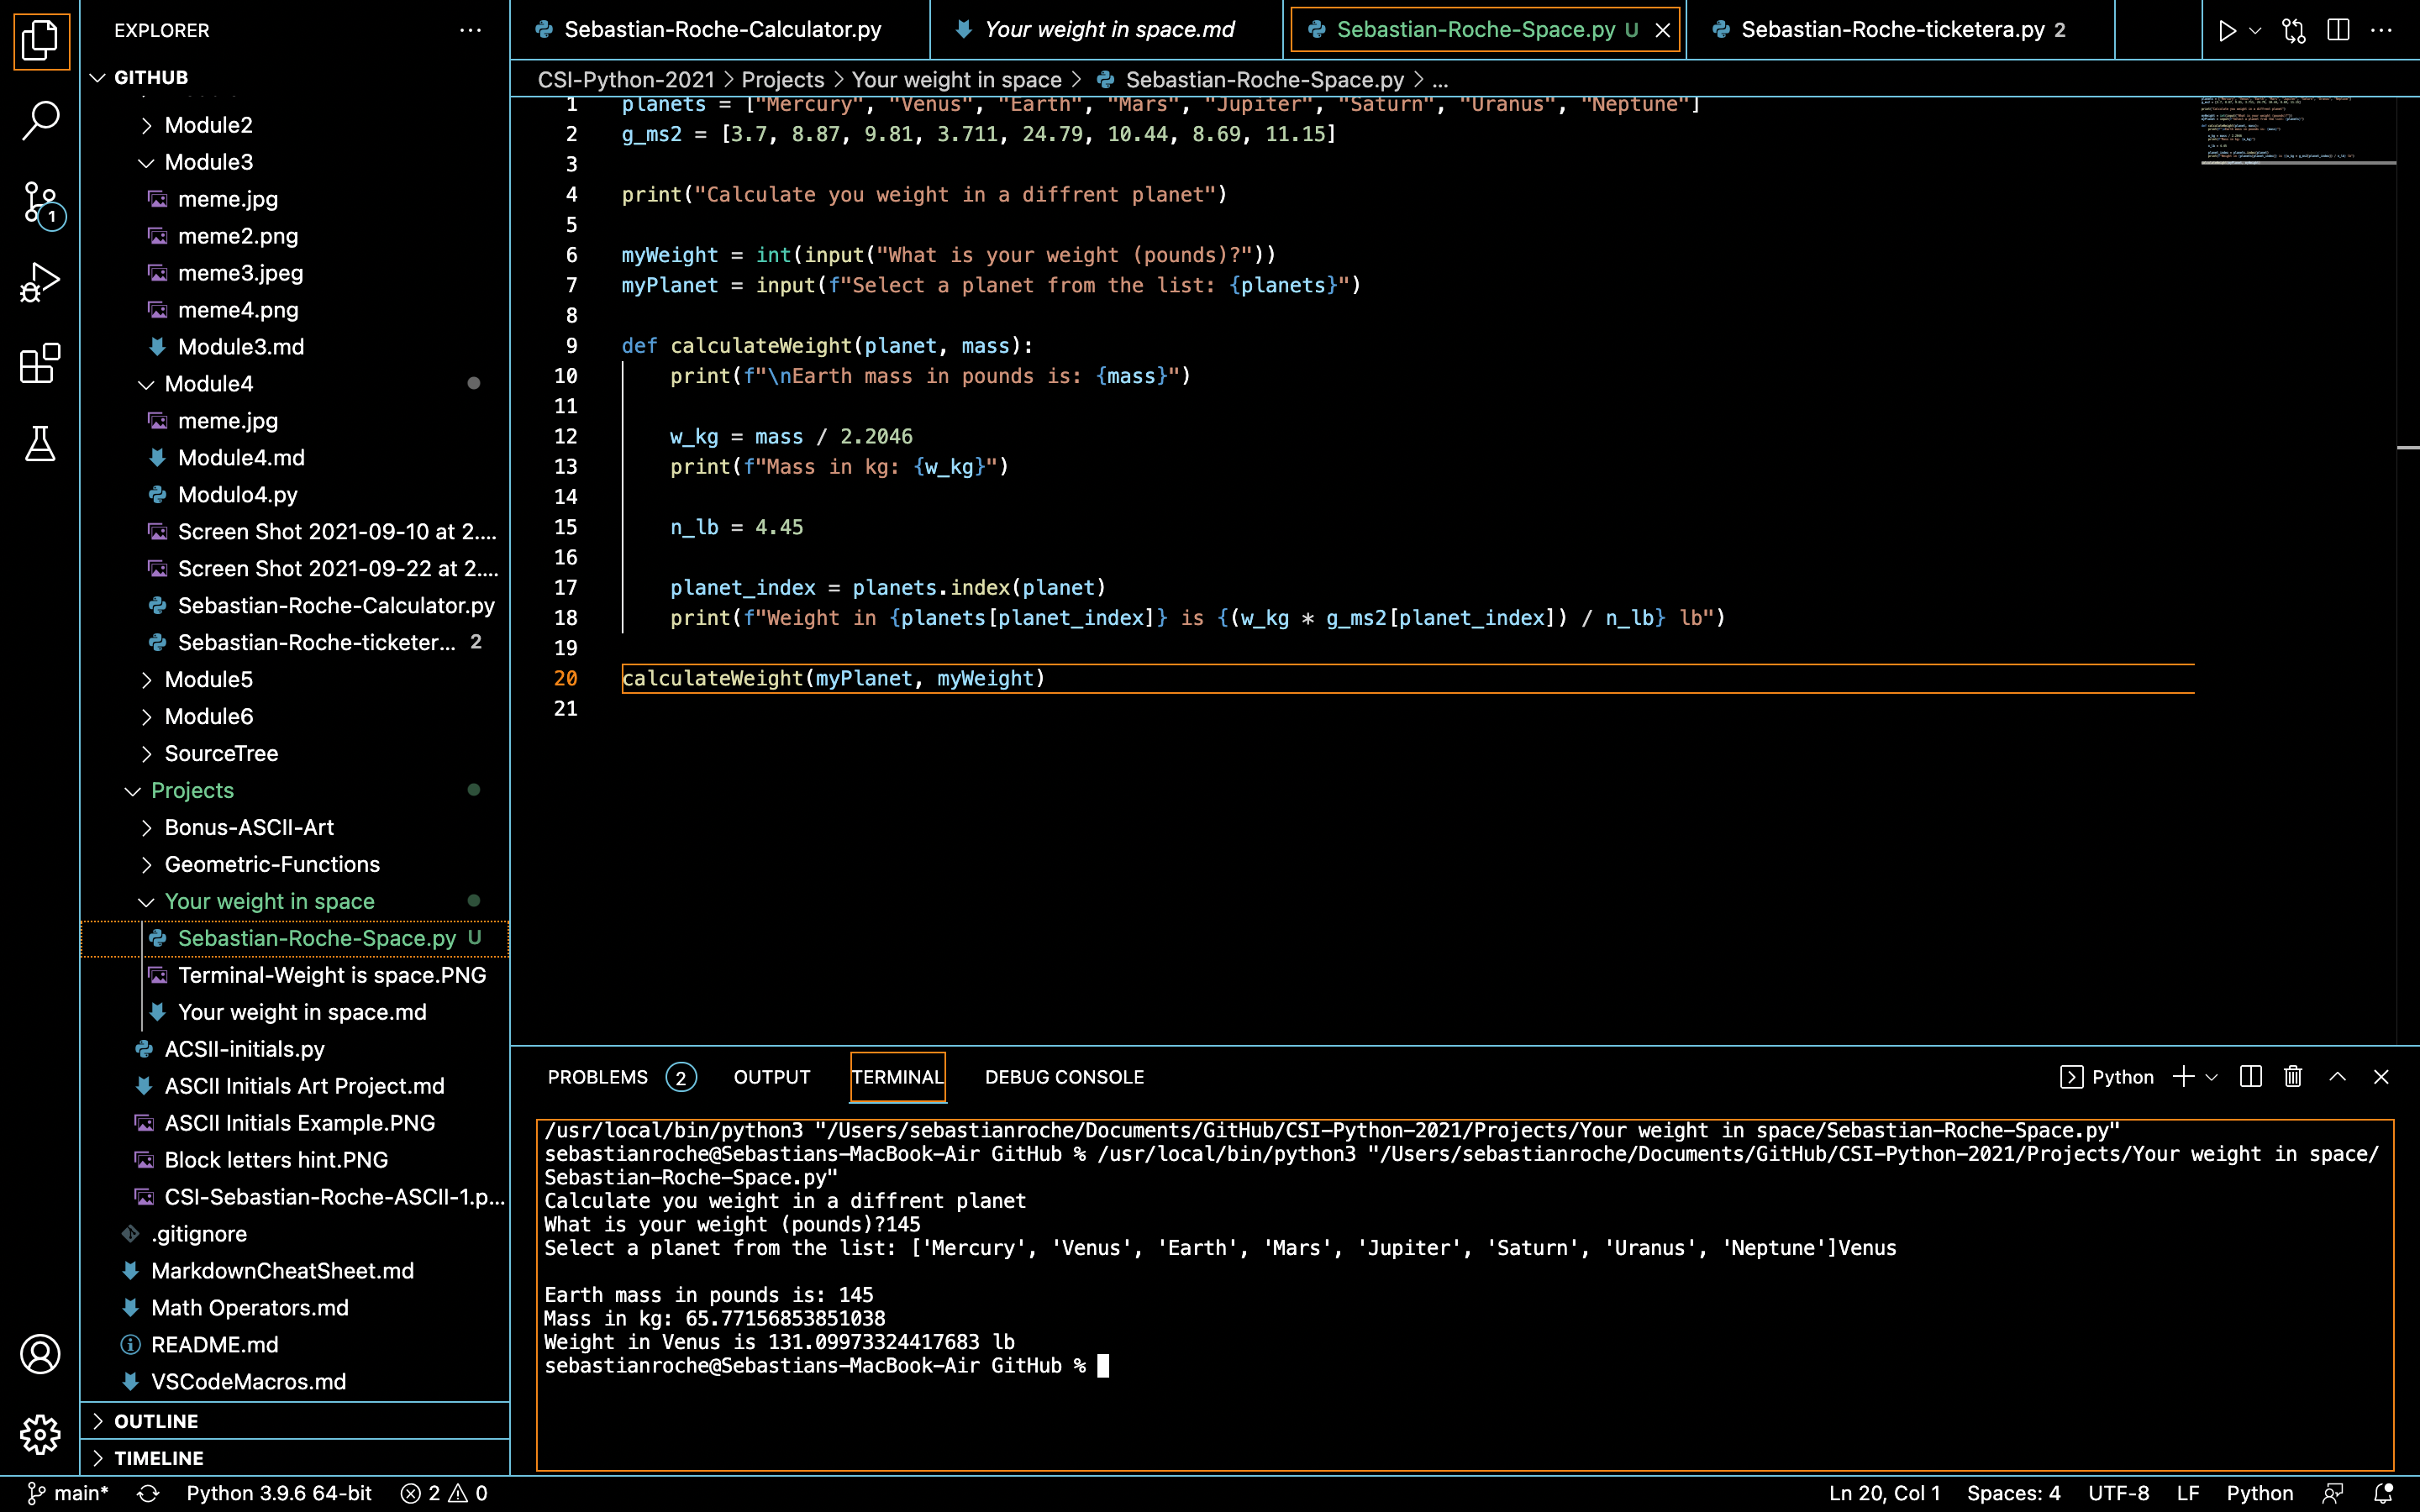 EXPLORER
GITHUB
Module2
Module3
meme.jpg
meme2.png
meme3.jpeg
meme4.png
Module3.md
Module4
meme.jpg
Module4.md
Modulo4.py
Screen Shot 2021-09-10 at 2....
Screen Shot 2021-09-22 at 2....
Sebastian-Roche-Calculator.py
Sebastian-Roche-ticketer... 2
Module5
Module6
SourceTree
Projects
Bonus-ASCII-Art
Geometric-Functions
Your weight in space
Sebastian-Roche-Space.py U
Terminal-Weight is space.PNG
Your weight in space.md
ACSII-initials.py
ASCII Initials Art Project.md
ASCII Initials Example.PNG
Block letters hint.PNG
CSI-Sebastian-Roche-ASCII-1.p...
.gitignore
MarkdownCheatSheet.md
Math Operators.md
README.md
VSCodeMacros.md
OUTLINE
TIMELINE
1
Sebastian-Roche-Calculator.py Your weight in space.md Sebastian-Roche-Space.py U Sebastian-Roche-ticketera.py 2
CSI-Python-2021 > Projects > Your weight in space > Sebastian-Roche-Space.py > ...
1 planets = ["Mercury", "Venus", "Earth", "Mars", "Jupiter", "Saturn", "Uranus", "Neptune"]
2 g_ms2 = [3.7, 8.87, 9.81, 3.711, 24.79, 10.44, 8.69, 11.15]
3
4 print("Calculate you weight in a diffrent planet")
5
6 myWeight = int(input("What is your weight (pounds)?"))
7 myPlanet = input(f"Select a planet from the list: {planets}")
8
9 def calculateWeight(planet, mass):
10 print(f"\nEarth mass in pounds is: {mass}")
11
12 w_kg = mass / 2.2046
13 print(f"Mass in kg: {w_kg}")
14
15 n_lb = 4.45
16
17 planet_index = planets.index(planet)
18 print(f"Weight in {planets[planet_index]} is {(w_kg * g_ms2[planet_index]) / n_lb} lb")
19
20 calculateWeight(myPlanet, myWeight)
21
PROBLEMS 2 OUTPUT TERMINAL DEBUG CONSOLE Python
/usr/local/bin/python3 "/Users/sebastianroche/Documents/GitHub/CSI-Python-2021/Projects/Your weight in space/Sebastian-Roche-Space.py"
sebastianroche@Sebastians-MacBook-Air GitHub % /usr/local/bin/python3 "/Users/sebastianroche/Documents/GitHub/CSI-Python-2021/Projects/Your weight in space/
Sebastian-Roche-Space.py"
Calculate you weight in a diffrent planet
What is your weight (pounds)?145
Select a planet from the list: ['Mercury', 'Venus', 'Earth', 'Mars', 'Jupiter', 'Saturn', 'Uranus', 'Neptune']Venus
Earth mass in pounds is: 145
Mass in kg: 65.77156853851038
Weight in Venus is 131.09973324417683 lb
sebastianroche@Sebastians-MacBook-Air GitHub %
main* Python 3.9.6 64-bit 2 0 Ln 20, Col 1 Spaces: 4 UTF-8 LF Python